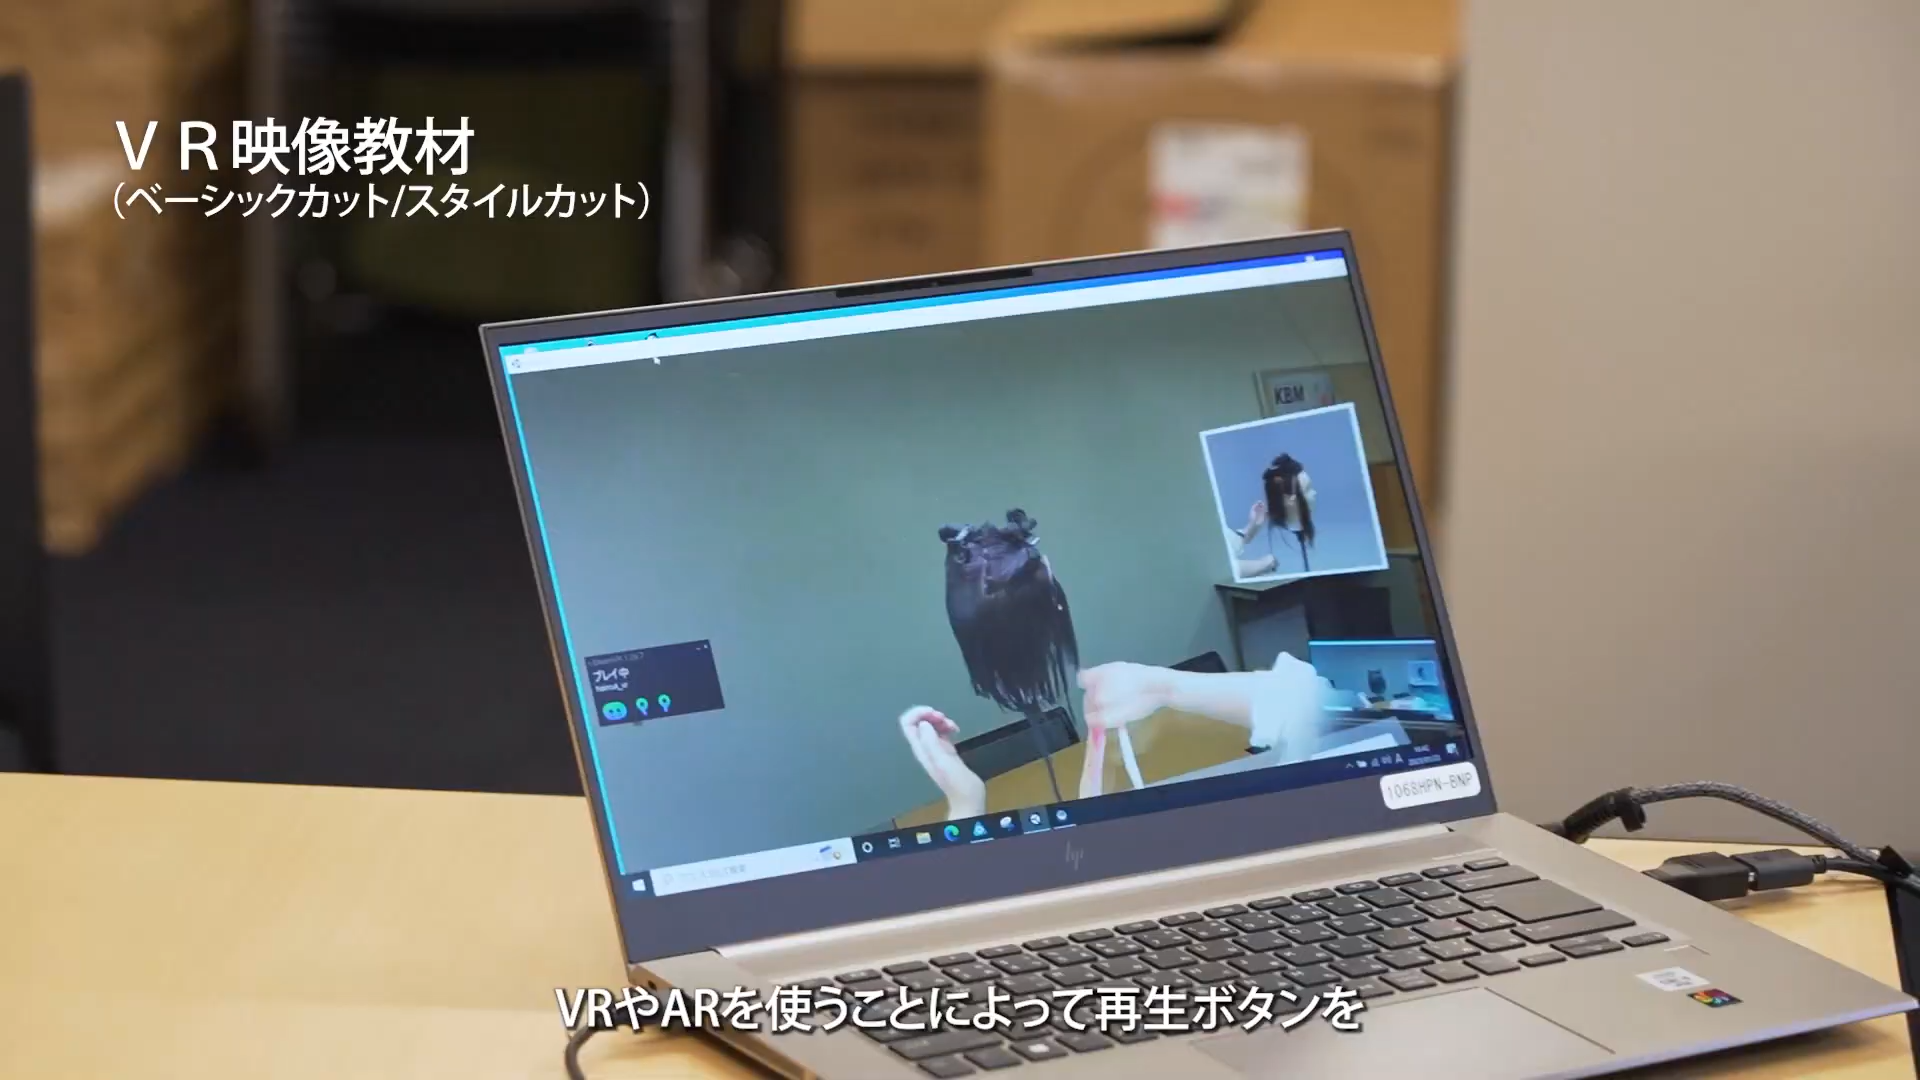 ＶＲ映像教材
（ベーシックカット/スタイルカット）
KBM
プレイ中
1068HPN-BNP
hp
VRやARを使うことによって再生ボタンを